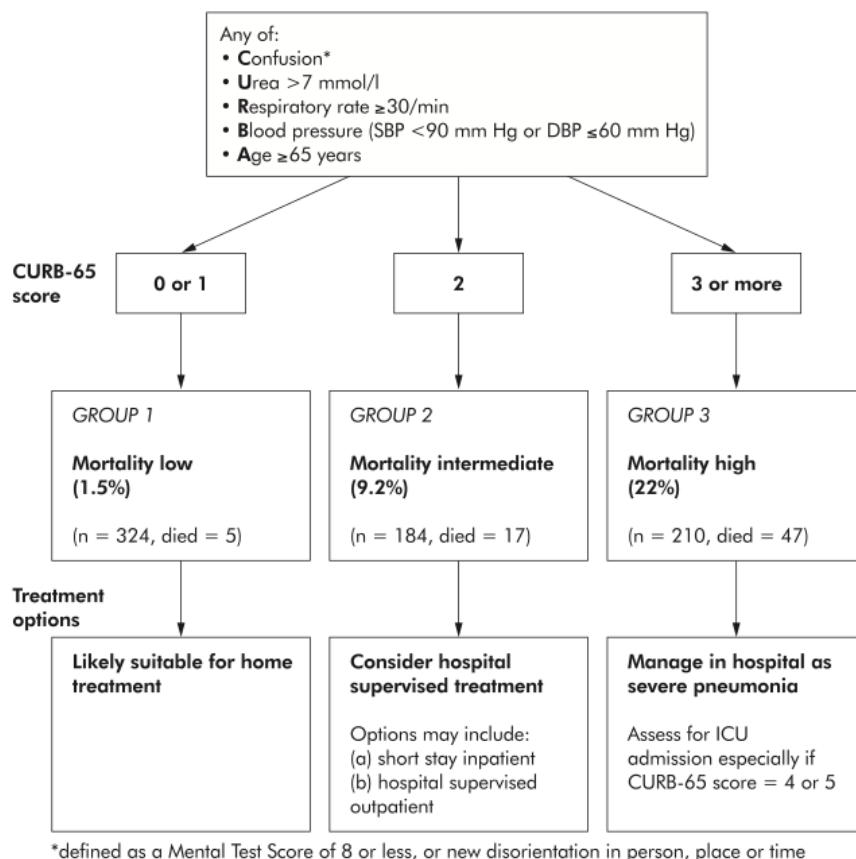 Any of:
• Confusion*
• Urea >7 mmol/l
• Respiratory rate ≥30/min
• Blood pressure (SBP <90 mm Hg or DBP ≤60 mm Hg)
• Age ≥65 years
CURB-65
score
0 or 1
2
3 or more
GROUP 1
Mortality low
(1.5%)
(n = 324, died = 5)
GROUP 2
Mortality intermediate
(9.2%)
(n = 184, died = 17)
GROUP 3
Mortality high
(22%)
(n = 210, died = 47)
Treatment
options
Likely suitable for home
treatment
Consider hospital
supervised treatment
Options may include:
(a) short stay inpatient
(b) hospital supervised
outpatient
Manage in hospital as
severe pneumonia
Assess for ICU
admission especially if
CURB-65 score = 4 or 5
*defined as a Mental Test Score of 8 or less, or new disorientation in person, place or time